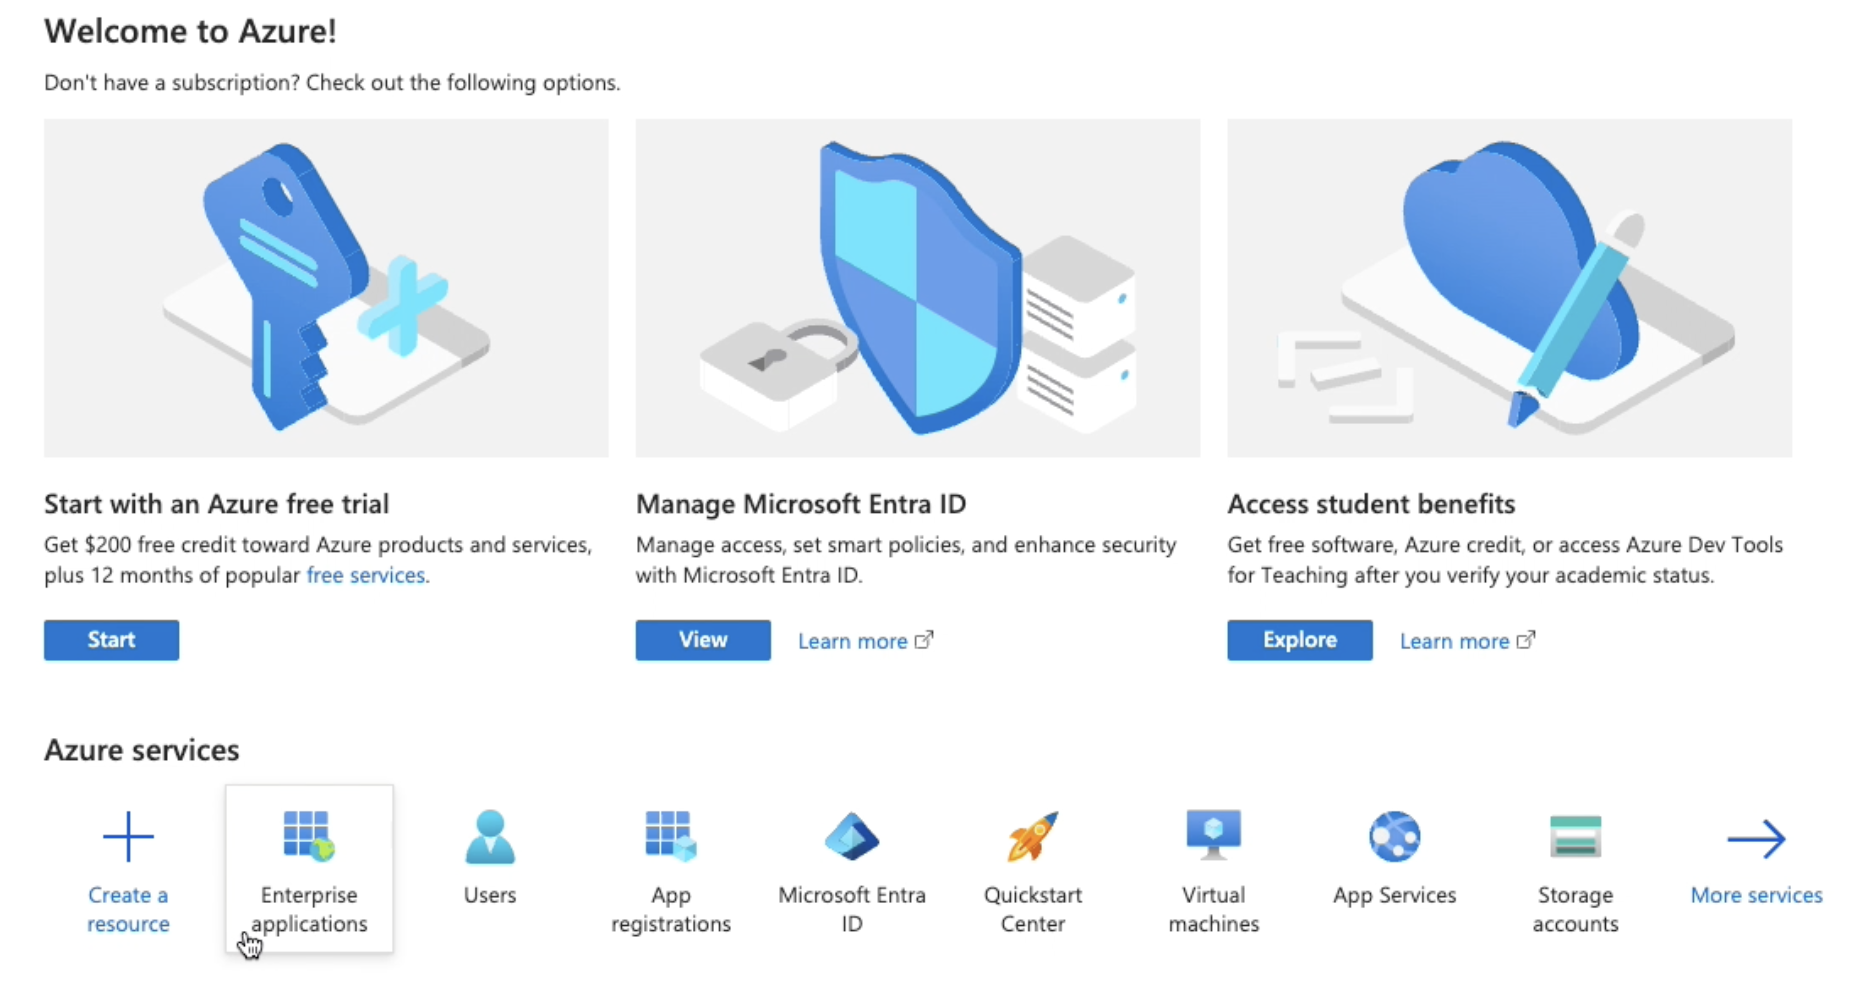 Welcome to Azure!
Don't have a subscription? Check out the following options.
Start with an Azure free trial
Get $200 free credit toward Azure products and services,
plus 12 months of popular free services.
Start
Manage Microsoft Entra ID
Manage access, set smart policies, and enhance security
with Microsoft Entra ID.
View
Learn more
Access student benefits
Get free software, Azure credit, or access Azure Dev Tools
for Teaching after you verify your academic status.
Explore
Learn more
Azure services
Create a
resource
Enterprise
applications
Users
App
registrations
Microsoft Entra
ID
Quickstart
Center
Virtual
machines
App Services
Storage
accounts
More services